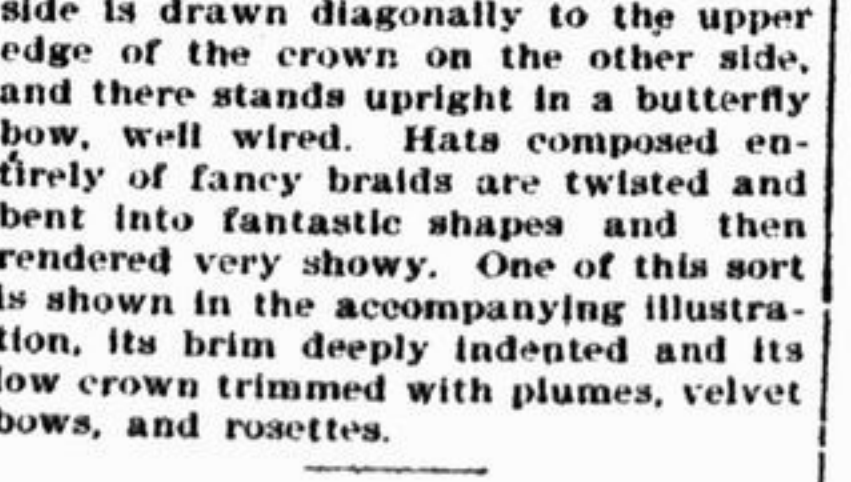 side is drawn diagonally to the upper
edge of the crown on the other side,
and there stands upright in a butterfly
bow, well wired. Hats composed en-
tirely of fancy braids are twisted and
bent into fantastic shapes and then
rendered very showy. One of this sort
is shown in the accompanying illustra-
tion, its brim deeply indented and its
low crown trimmed with plumes, velvet
bows, and rosettes.